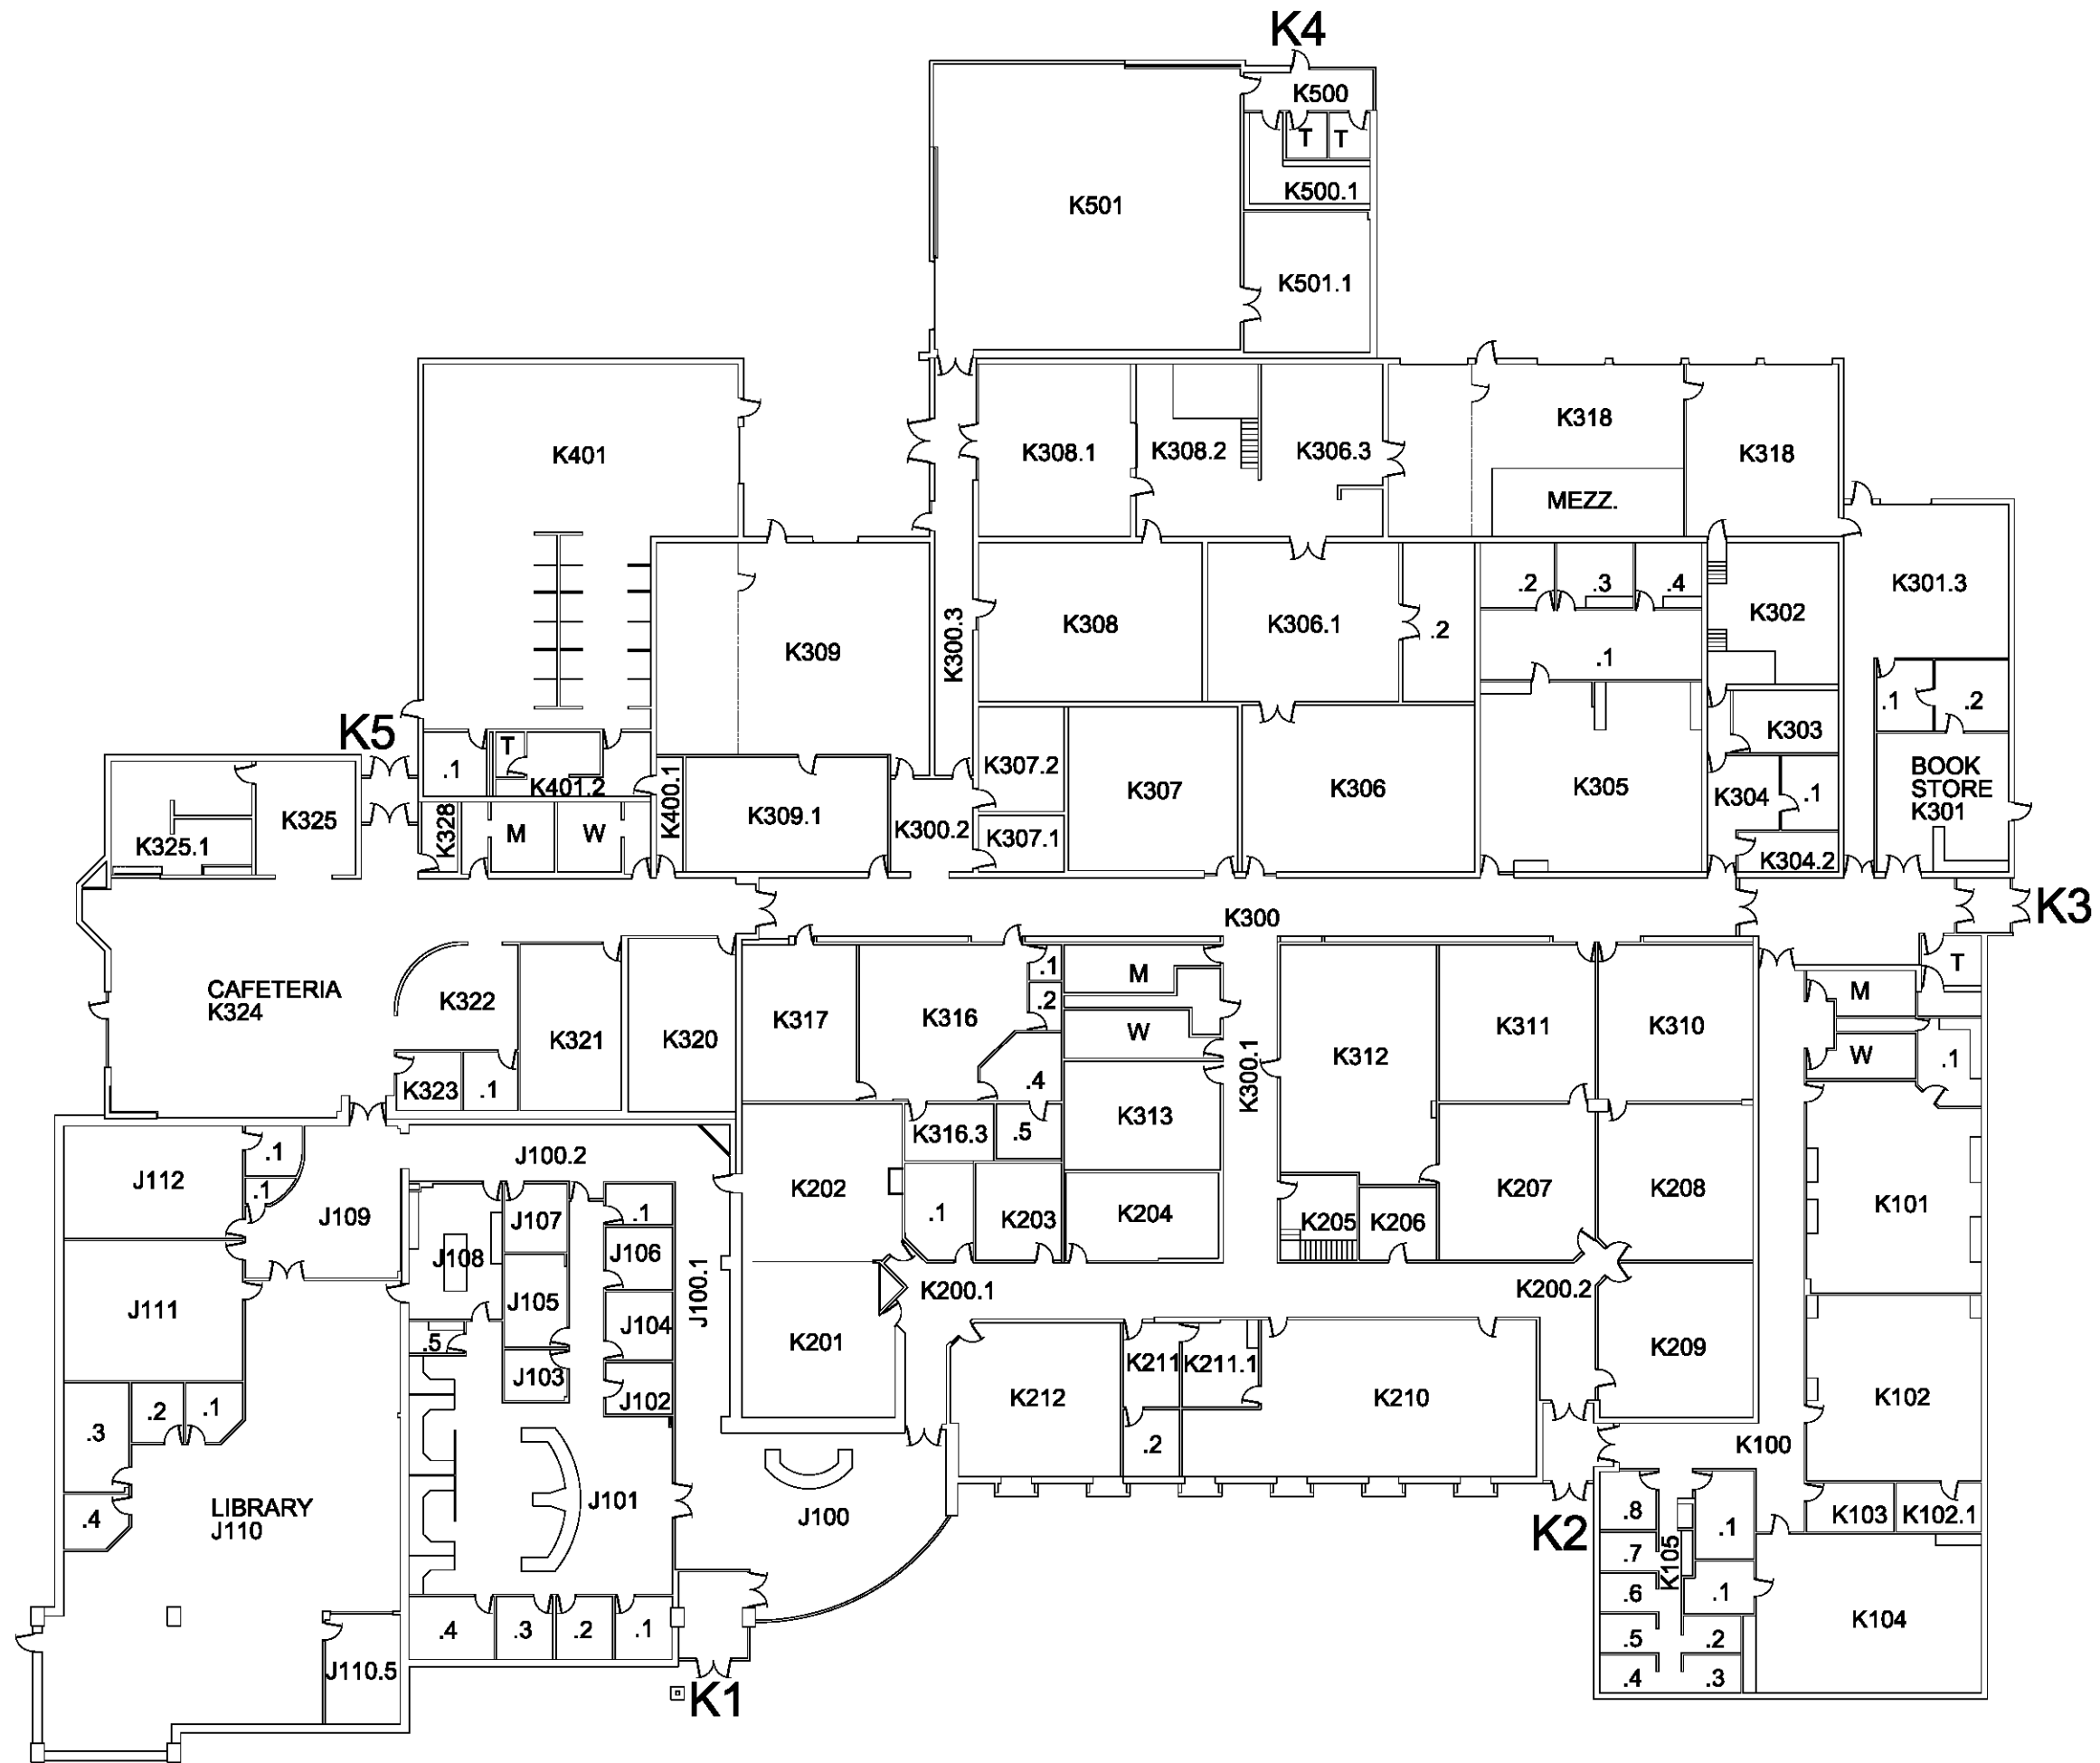 K4
K500
T
T
K500.1
K501
K501.1
K401
K308.1
K308.2
K306.3
K318
K318
MEZZ.
K309
K300.3
K308
K306.1
.2
.2
.3
.4
.1
K302
K301.3
.1
.2
K303
K5
.1
T
K401.2
K400.1
K309.1
K300.2
K307.2
K307.1
K307
K306
K305
K304
.1
K304.2
BOOK
STORE
K301
K325.1
K325
K328
M
W
K300
K3
CAFETERIA
K324
K322
K323
.1
K321
K320
K317
K316
.1
.2
.4
M
W
K313
K300.1
K312
K311
K310
T
M
W
.1
K316.3
.5
J112
.1
.1
J109
J100.2
K202
.1
K203
K204
K205
K206
K207
K208
K101
J108
J107
.1
J106
J111
J105
J104
J100.1
K200.1
K200.2
K201
.5
J103
J102
K212
K211
K211.1
K210
K209
K102
.3
.2
.1
.2
K100
.4
LIBRARY
J110
J101
J100
K2
.8
K105
.1
K103
K102.1
.7
.6
.1
.5
.2
.4
.3
K104
.4
.3
.2
.1
J110.5
K1